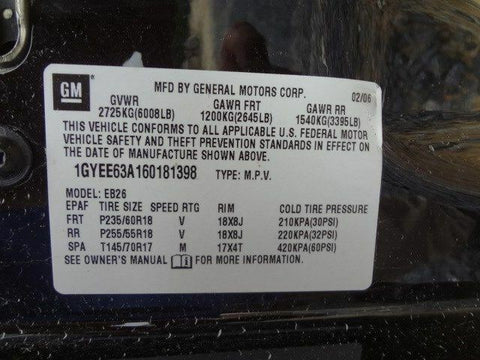 GM
MFD BY GENERAL MOTORS CORP. 02/06
GVWR GAWR FRT GAWR RR
2725KG(6008LB) 1200KG(2645LB) 1540KG(3395LB)
THIS VEHICLE CONFORMS TO ALL APPLICABLE U.S. FEDERAL MOTOR
VEHICLE SAFETY AND THEFT PREVENTION STANDARDS IN EFFECT ON
THE DATE OF MANUFACTURE SHOWN ABOVE.
1GYEE63A160181398 TYPE: M.P.V.
MODEL: EB26
EPAF TIRE SIZE SPEED RTG RIM COLD TIRE PRESSURE
FRT P235/60R18 V 18X8J 210KPA(30PSI)
RR P255/55R18 V 18X8J 220KPA(32PSI)
SPA T145/70R17 M 17X4T 420KPA(60PSI)
SEE OWNER'S MANUAL FOR MORE INFORMATION.